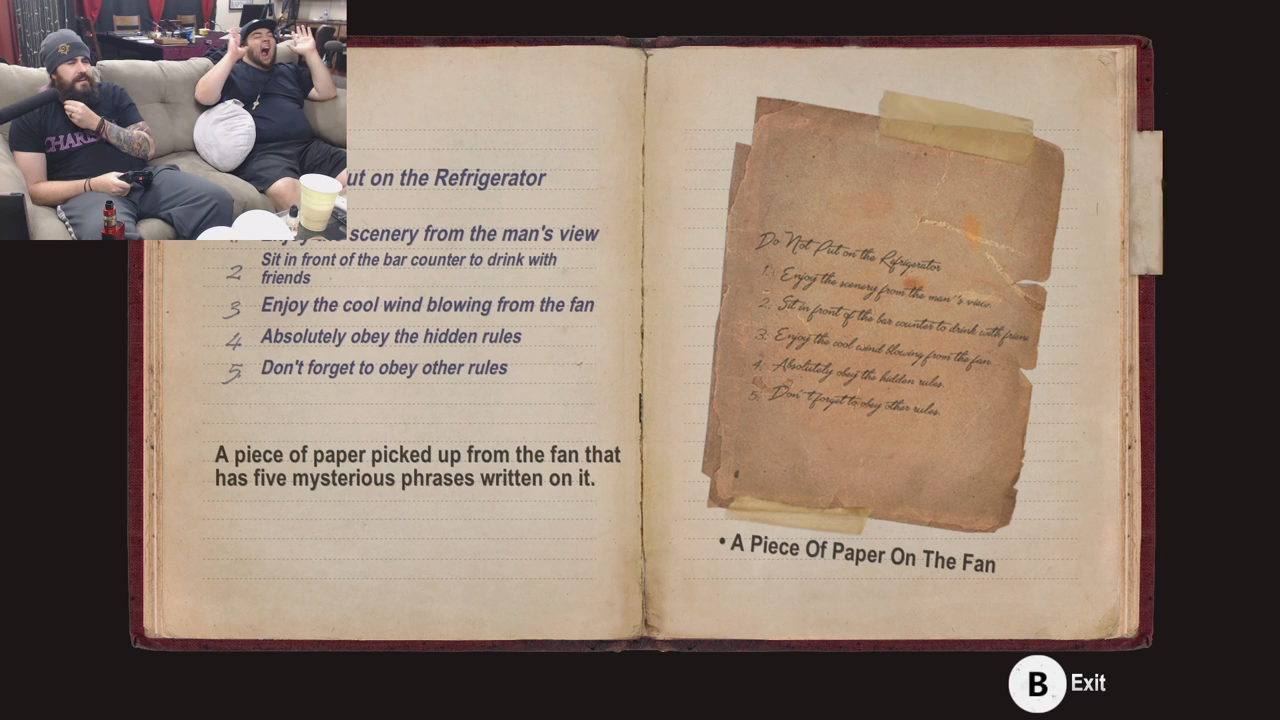 ut on the Refrigerator
scenery from the man's view
2 Sit in front of the bar counter to drink with
friends
3 Enjoy the cool wind blowing from the fan
4 Absolutely obey the hidden rules
5. Don't forget to obey other rules
A piece of paper picked up from the fan that
has five mysterious phrases written on it.
Do Not Put on the Refrigerator
1. Enjoy the scenery from the man's view.
2. Sit in front of the bar counter to drink with friens
3. Enjoy the cool wind blowing from the fan.
4. Absolutely obey the hidden rules.
5. Don't forget to obey other rules.
• A Piece Of Paper On The Fan
B Exit
CHAR